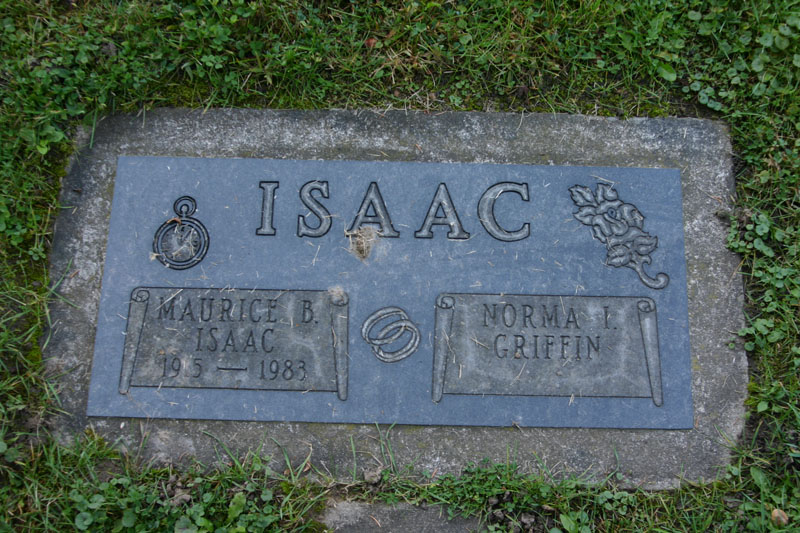 ISAAC
MAURICE B.
ISAAC
— 1983
NORMA I.
GRIFFIN